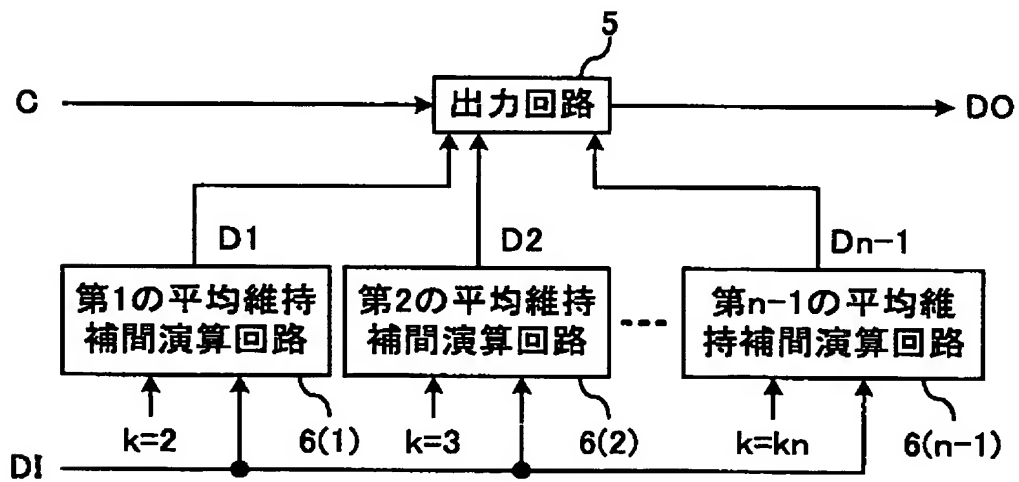 5
C
出力回路
DO
D1
D2
Dn-1
第1の平均維持
補間演算回路
第2の平均維持
補間演算回路
第n-1の平均維
持補間演算回路
k=2
6(1)
k=3
6(2)
k=kn
6(n-1)
DI